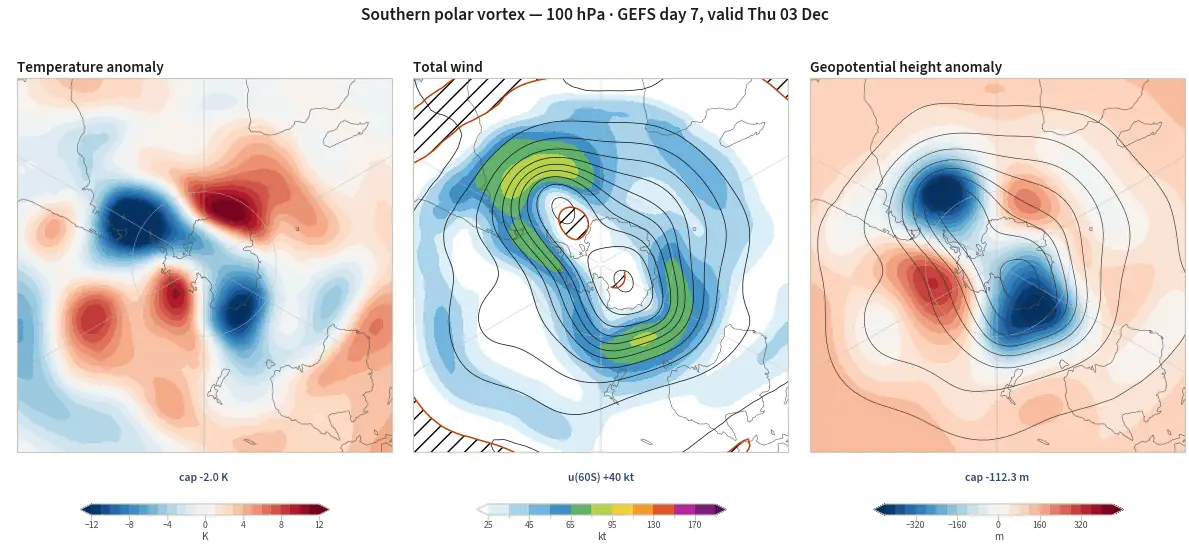 Southern polar vortex — 100 hPa · GEFS day 7, valid Thu 03 Dec
Temperature anomaly
Total wind
Geopotential height anomaly
cap -2.0 K
u(60S) +40 kt
cap -112.3 m
−12 −8 −4 0 4 8 12
K
25 45 65 95 130 170
kt
−320 −160 0 160 320
m